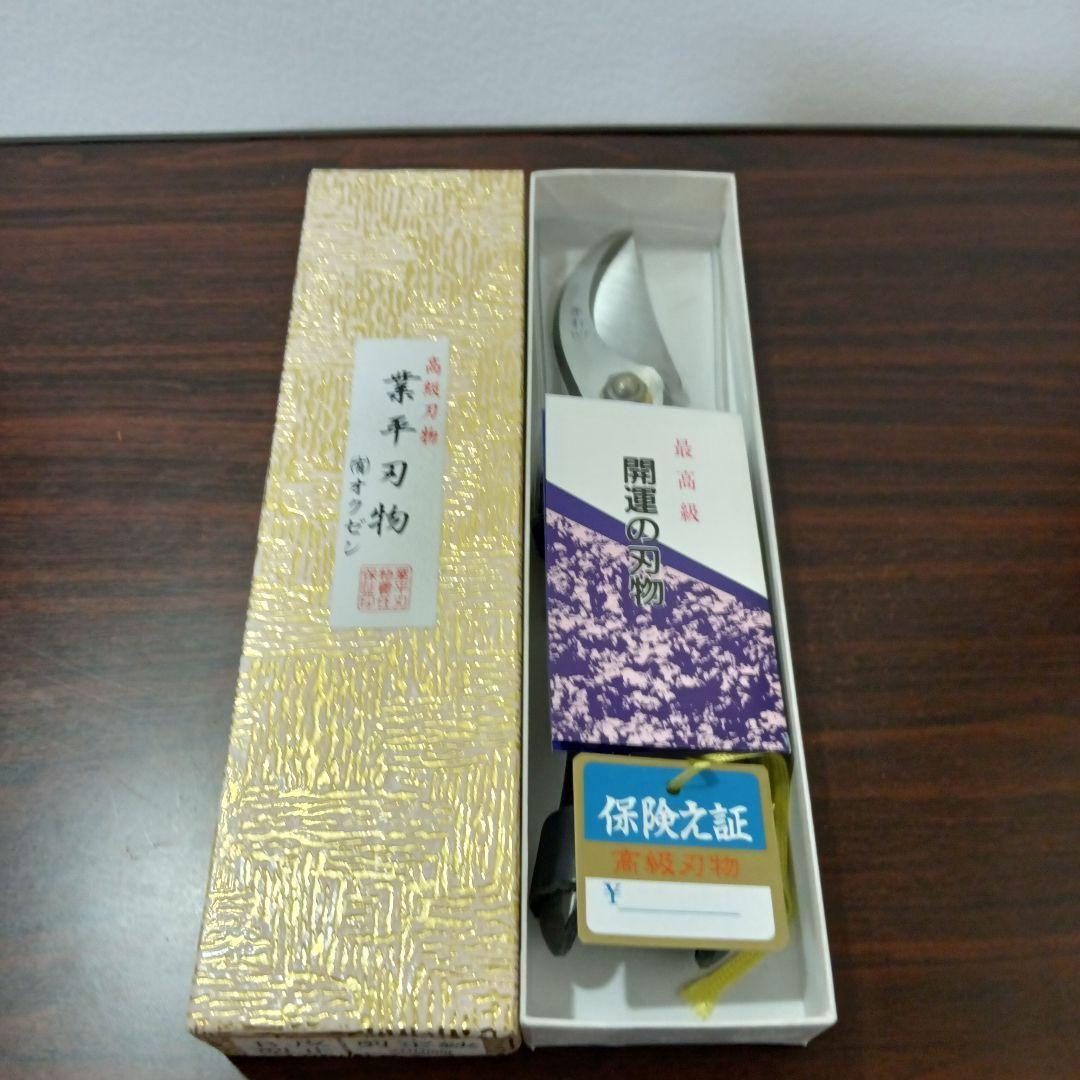 高級刃物
業平刃物
㈲オクゼン
最高級
開運の刃物
保険之証
高級刃物
¥